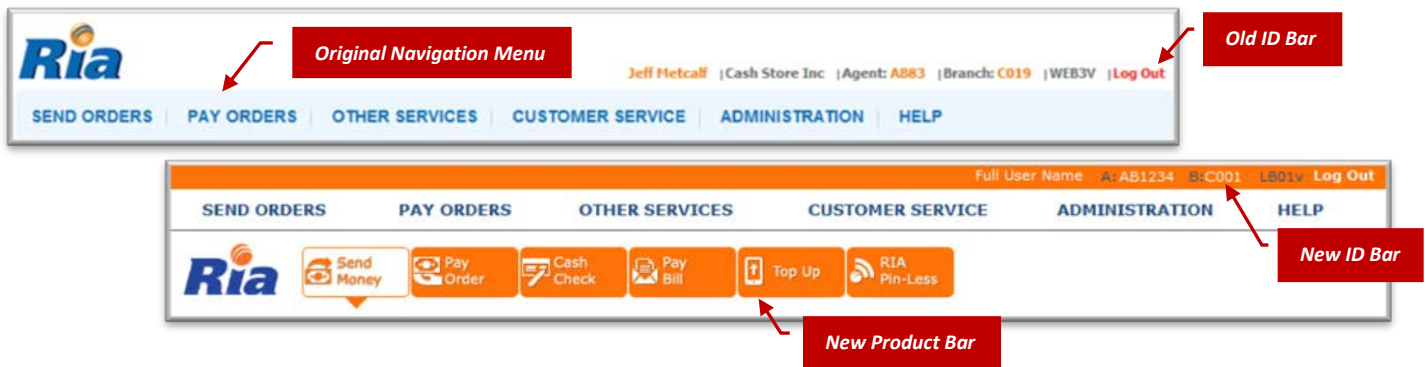 Original Navigation Menu
Old ID Bar
Ria
Jeff Metcalf |Cash Store Inc |Agent: AB83 |Branch: C019 |WEB3V |Log Out
SEND ORDERS PAY ORDERS OTHER SERVICES CUSTOMER SERVICE ADMINISTRATION HELP
Full User Name A: AB1234 B:C001 LB01v Log Out
SEND ORDERS PAY ORDERS OTHER SERVICES CUSTOMER SERVICE ADMINISTRATION HELP
New ID Bar
Ria
Send Money
Pay Order
Cash Check
Pay Bill
Top Up
RIA Pin-Less
New Product Bar